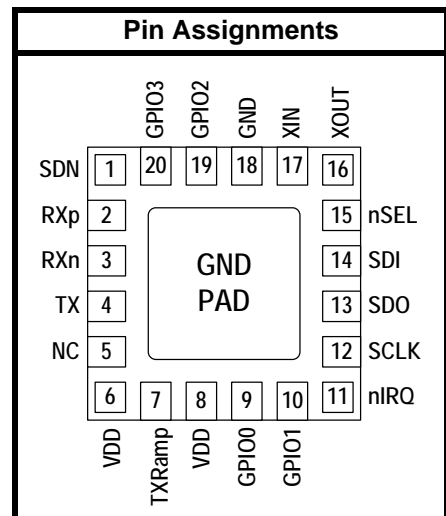 Pin Assignments
GPIO3 GPIO2 GND XIN XOUT
SDN 1 20 19 18 17 16
RXp 2 15 nSEL
RXn 3 GND 14 SDI
TX 4 PAD 13 SDO
NC 5 12 SCLK
6 7 8 9 10 11 nIRQ
VDD TXRamp VDD GPIO0 GPIO1